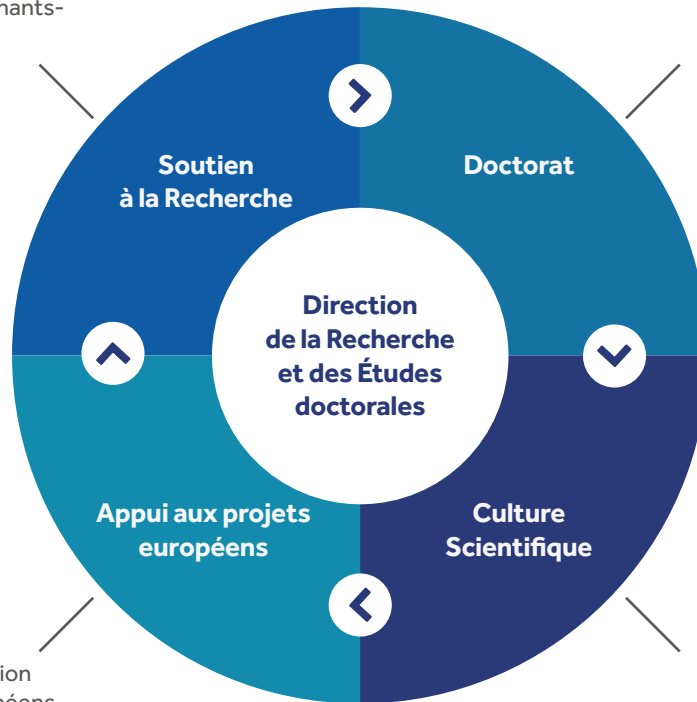 Soutien
à la Recherche
Doctorat
Direction
de la Recherche
et des Études
doctorales
Appui aux projets
européens
Culture
Scientifique